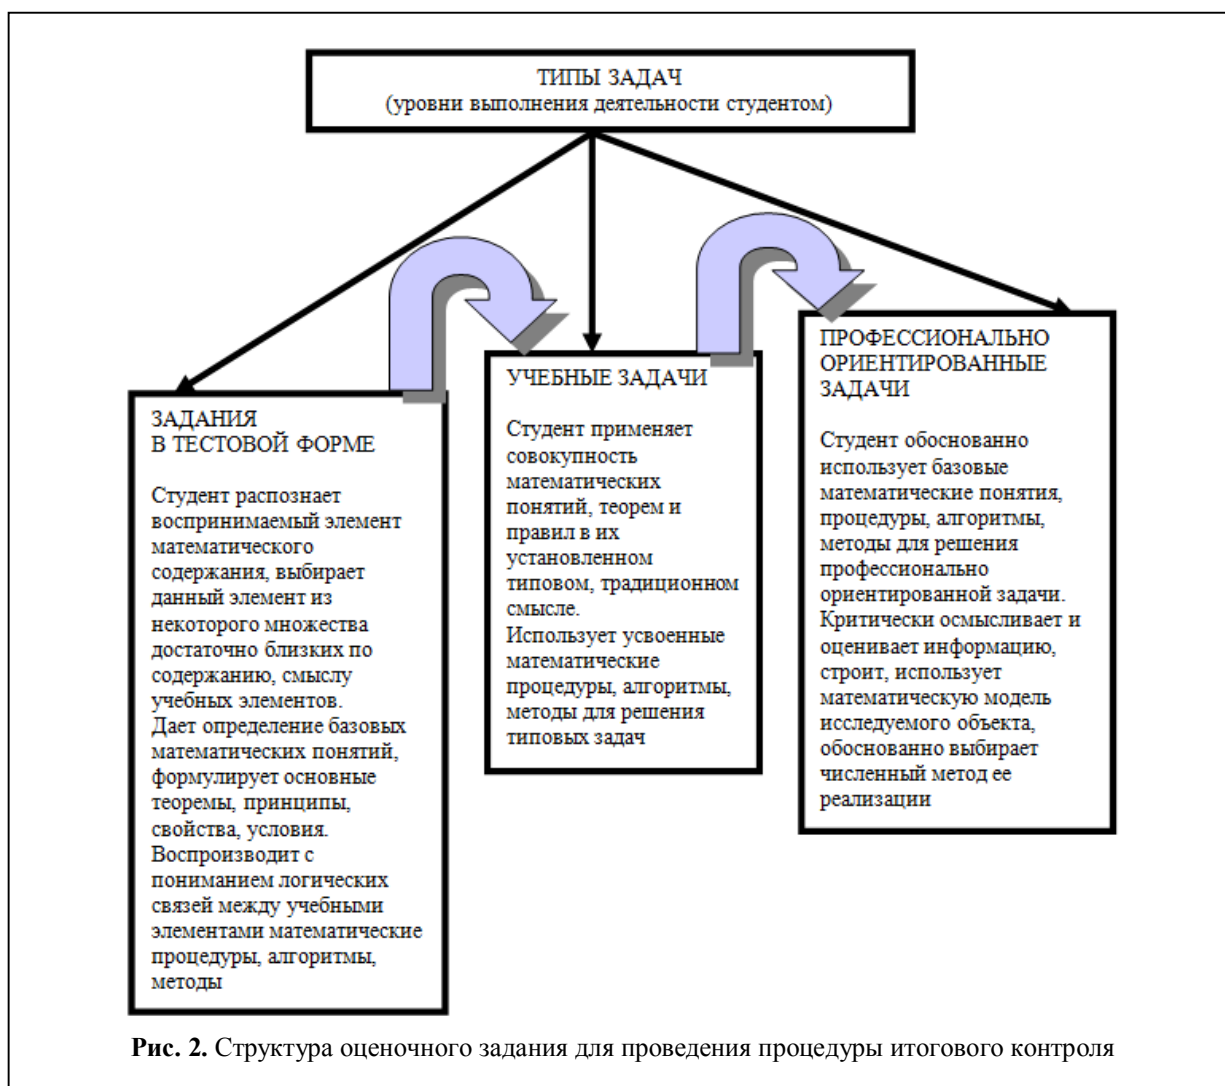 ТИПЫ ЗАДАЧ
(уровни выполнения деятельности студентом)
ЗАДАНИЯ
В ТЕСТОВОЙ ФОРМЕ
Студент распознает
воспринимаемый элемент
математического
содержания, выбирает
данный элемент из
некоторого множества
достаточно близких по
содержанию, смыслу
учебных элементов.
Дает определение базовых
математических понятий,
формулирует основные
теоремы, принципы,
свойства, условия.
Воспроизводит с
пониманием логических
связей между учебными
элементами математические
процедуры, алгоритмы,
методы
УЧЕБНЫЕ ЗАДАЧИ
Студент применяет
совокупность
математических
понятий, теорем и
правил в их
установленном
типовом, традиционном
смысле.
Использует усвоенные
математические
процедуры, алгоритмы,
методы для решения
типовых задач
ПРОФЕССИОНАЛЬНО
ОРИЕНТИРОВАННЫЕ
ЗАДАЧИ
Студент обоснованно
использует базовые
математические понятия,
процедуры, алгоритмы,
методы для решения
профессионально
ориентированной задачи.
Критически осмысливает и
оценивает информацию,
строит, использует
математическую модель
исследуемого объекта,
обоснованно выбирает
численный метод ее
реализации
Рис. 2. Структура оценочного задания для проведения процедуры итогового контроля